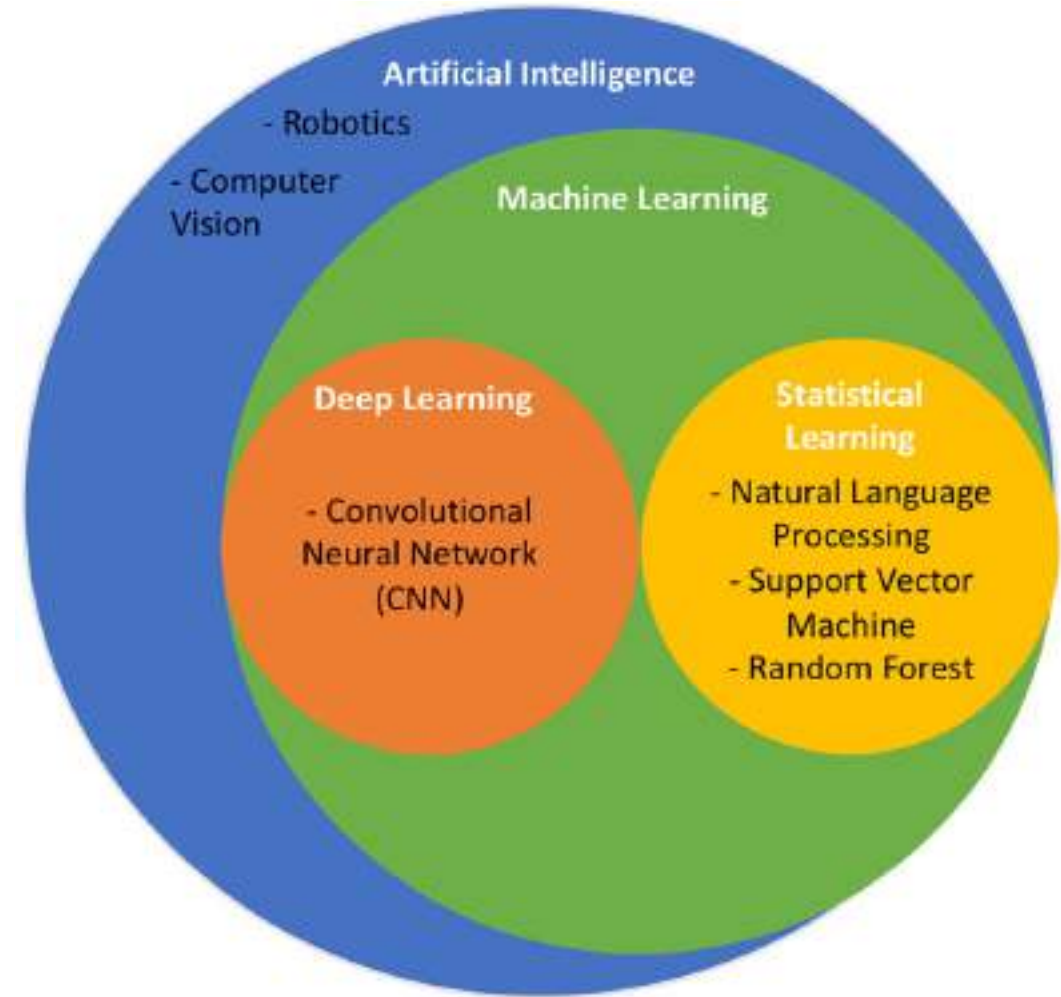 Artificial Intelligence
- Robotics
- Computer
Vision
Machine Learning
Deep Learning
- Convolutional
Neural Network
(CNN)
Statistical
Learning
- Natural Language
Processing
- Support Vector
Machine
- Random Forest